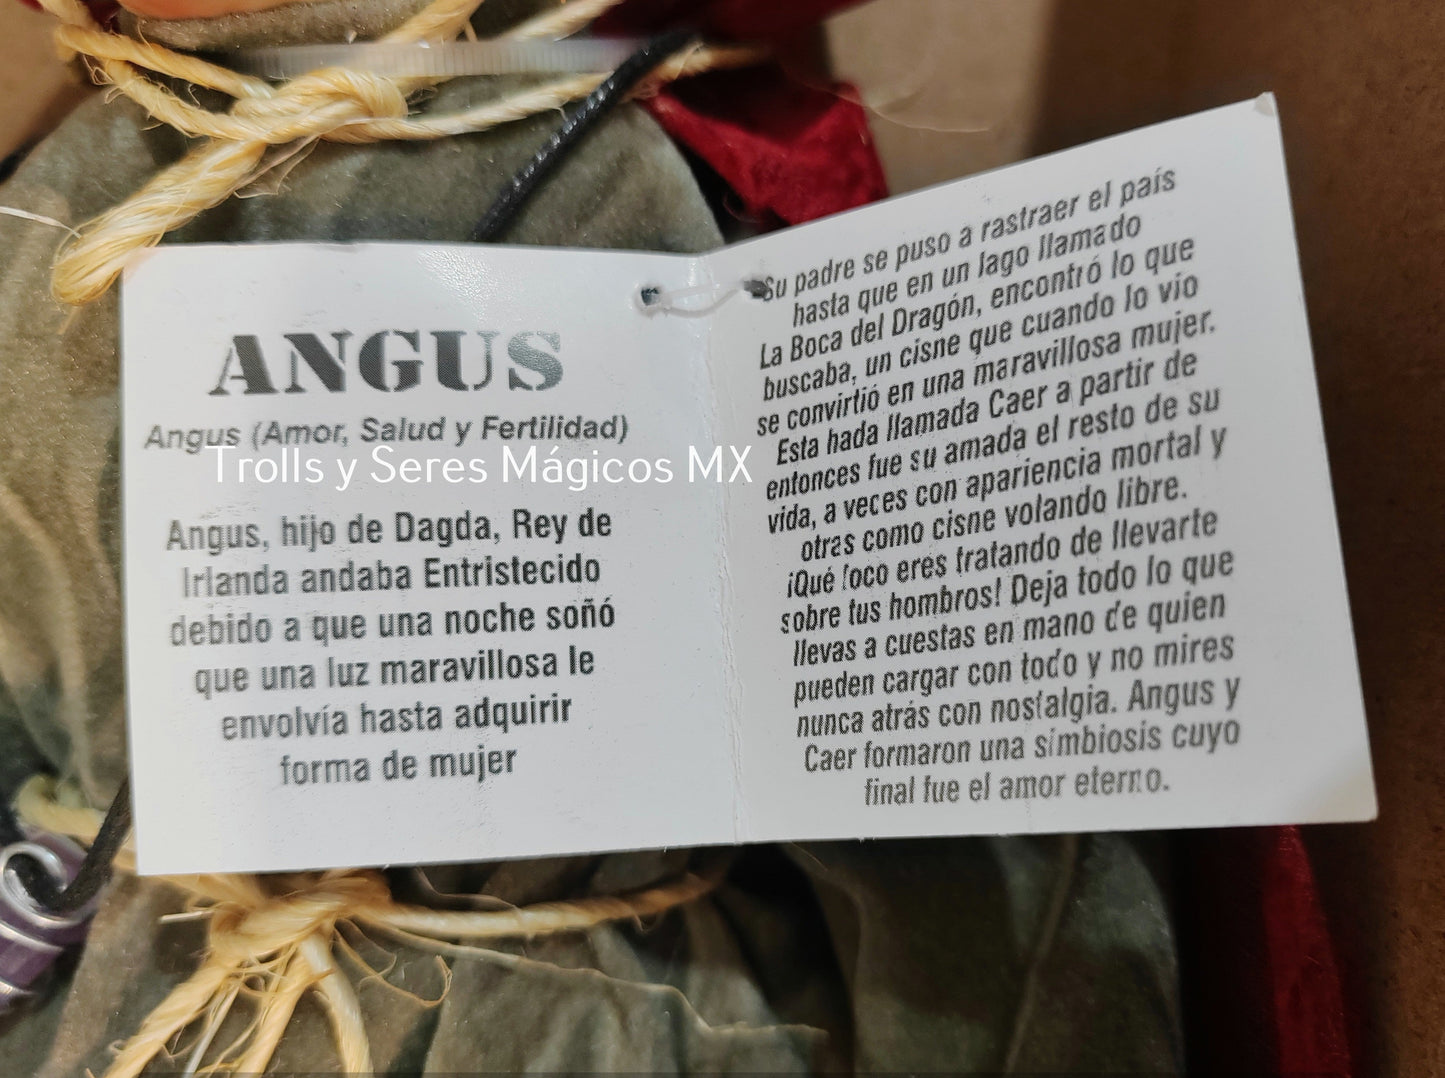 ANGUS
Angus (Amor, Salud y Fertilidad)
Trolls y Seres Mágicos MX
Angus, hijo de Dagda, Rey de
Irlanda andaba Entristecido
debido a que una noche soñó
que una luz maravillosa le
envolvía hasta adquirir
forma de mujer
Su padre se puso a rastraer el país
hasta que en un lago llamado
La Boca del Dragón, encontró lo que
buscaba, un cisne que cuando lo vio
se convirtió en una maravillosa mujer.
Esta hada llamada Caer a partir de
entonces fue su amada el resto de su
vida, a veces con apariencia mortal y
otras como cisne volando libre.
¡Qué loco eres tratando de llevarte
sobre tus hombros! Deja todo lo que
llevas a cuestas en mano de quien
pueden cargar con todo y no mires
nunca atrás con nostalgia. Angus y
Caer formaron una simbiosis cuyo
final fue el amor eterno.